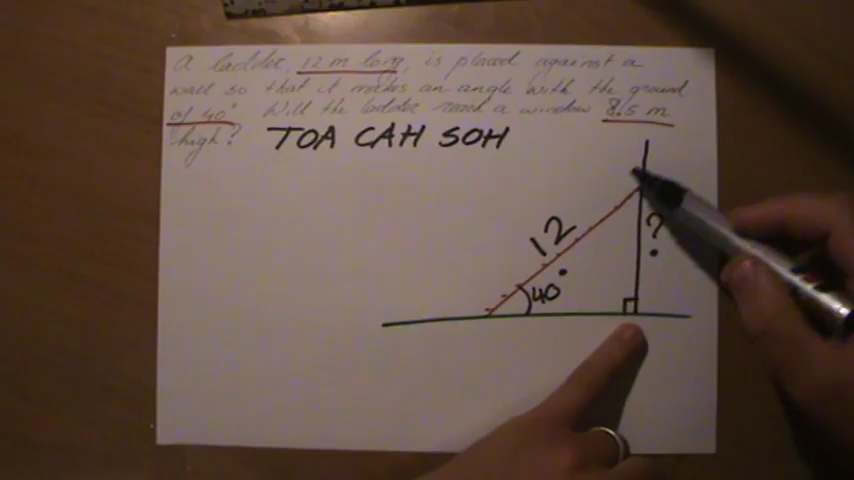 A ladder, 12 m long, is placed against a
wall so that it makes an angle with the ground
of 40° Will the ladder reach a window 8.5 m
high? TOA CAH SOH
12
?
40°